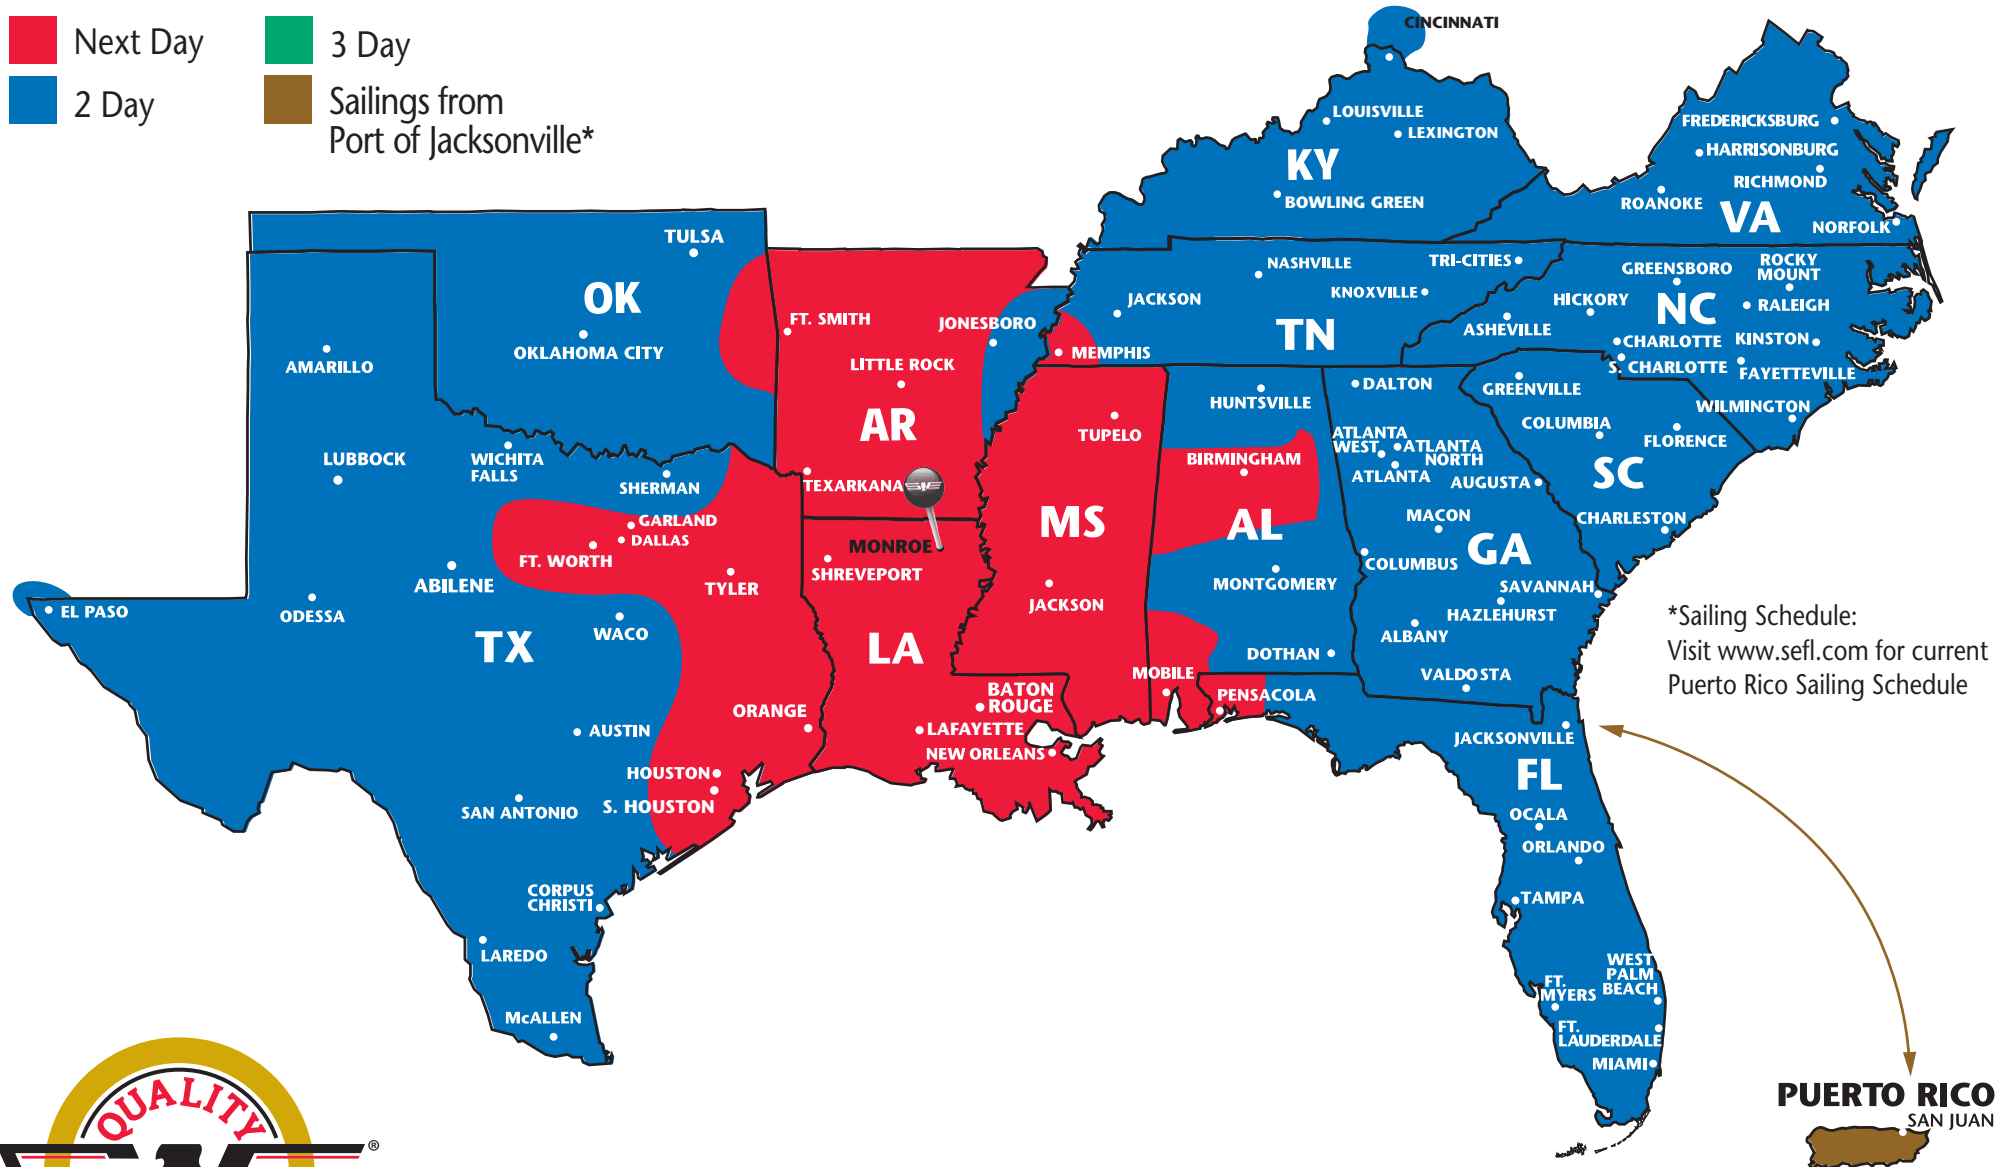 Next Day
3 Day
2 Day
Sailings from
Port of Jacksonville*
CINCINNATI
LOUISVILLE
LEXINGTON
KY
BOWLING GREEN
FREDERICKSBURG
HARRISONBURG
RICHMOND
ROANOKE
VA
NORFOLK
TULSA
OK
OKLAHOMA CITY
FT. SMITH
JONESBORO
LITTLE ROCK
AR
TEXARKANA
NASHVILLE
TRI-CITIES
KNOXVILLE
JACKSON
TN
MEMPHIS
GREENSBORO
ROCKY
MOUNT
HICKORY
NC
RALEIGH
ASHEVILLE
CHARLOTTE
KINSTON
S. CHARLOTTE
FAYETTEVILLE
WILMINGTON
AMARILLO
LUBBOCK
WICHITA
FALLS
SHERMAN
GARLAND
DALLAS
FT. WORTH
ABILENE
TYLER
EL PASO
ODESSA
WACO
TX
ORANGE
AUSTIN
HOUSTON
S. HOUSTON
SAN ANTONIO
CORPUS
CHRISTI
LAREDO
McALLEN
MONROE
SHREVEPORT
LA
BATON
ROUGE
LAFAYETTE
NEW ORLEANS
TUPELO
MS
JACKSON
HUNTSVILLE
BIRMINGHAM
AL
MONTGOMERY
DOTHAN
MOBILE
PENSACOLA
DALTON
ATLANTA
WEST
ATLANTA
NORTH
ATLANTA
AUGUSTA
MACON
GA
COLUMBUS
SAVANNAH
HAZLEHURST
ALBANY
VALDOSTA
GREENVILLE
COLUMBIA
FLORENCE
SC
CHARLESTON
JACKSONVILLE
FL
OCALA
ORLANDO
TAMPA
WEST
PALM
BEACH
FT.
MYERS
FT.
LAUDERDALE
MIAMI
*Sailing Schedule:
Visit www.sefl.com for current
Puerto Rico Sailing Schedule
PUERTO RICO
SAN JUAN
QUALITY
®